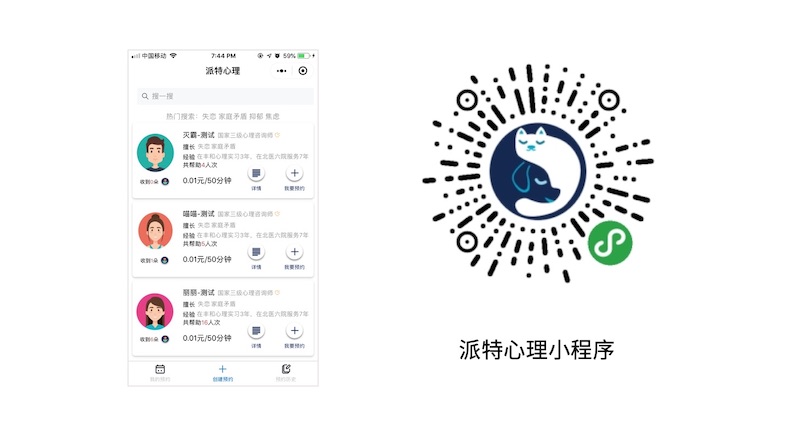 中国移动
7:44 PM
59%
派特心理
搜一搜
热门搜索：失恋 家庭矛盾 抑郁 焦虑
灭霸-测试 国家三级心理咨询师
擅长 失恋 家庭矛盾
经验 在丰和心理实习3年，在北医六院服务7年
共帮助4人次
收到0朵
0.01元/50分钟
详情
我要预约
喵喵-测试 国家三级心理咨询师
擅长 失恋 家庭矛盾
经验 在丰和心理实习3年，在北医六院服务7年
共帮助5人次
收到1朵
0.01元/50分钟
详情
我要预约
丽丽-测试 国家三级心理咨询师
擅长 失恋 家庭矛盾
经验 在丰和心理实习3年，在北医六院服务7年
共帮助16人次
0.01元/50分钟
详情
我要预约
我的预约
创建预约
预约历史
派特心理小程序